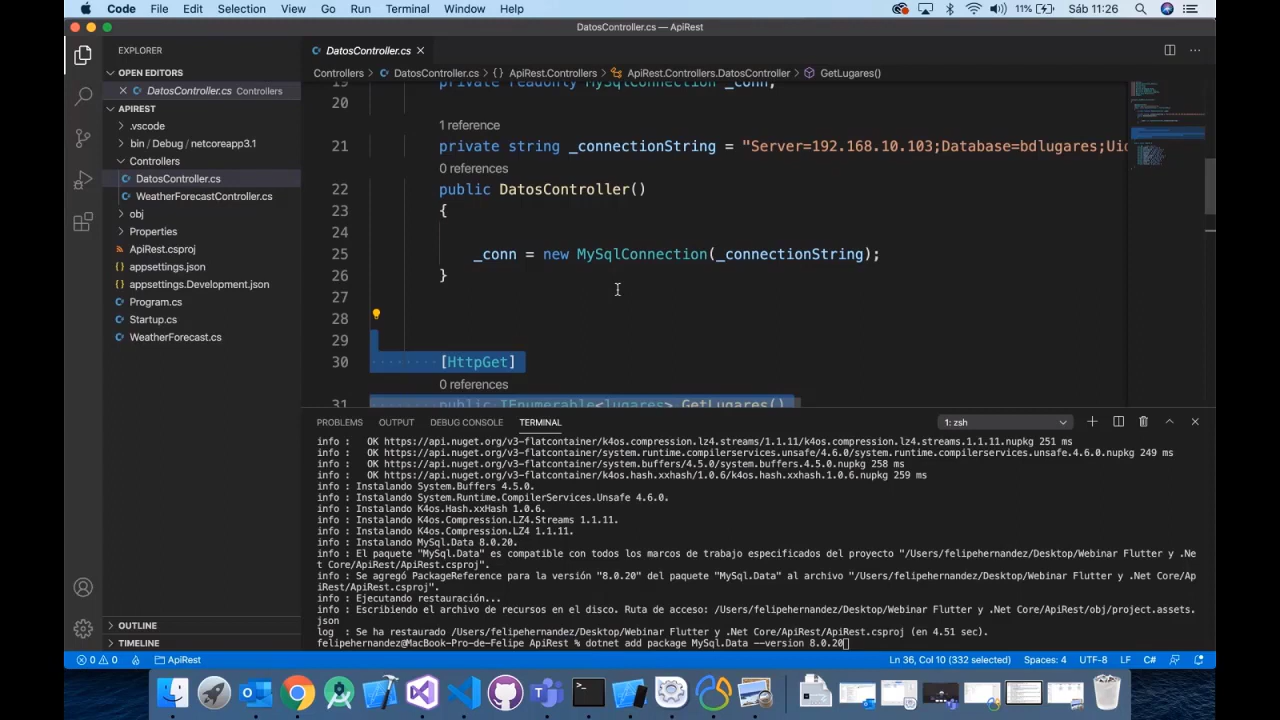 Code File Edit Selection View Go Run Terminal Window Help 11% Sáb 11:26
DatosController.cs — ApiRest
EXPLORER
OPEN EDITORS
DatosController.cs Controllers
APIREST
.vscode
bin / Debug / netcoreapp3.1
Controllers
DatosController.cs
WeatherForecastController.cs
obj
Properties
ApiRest.csproj
appsettings.json
appsettings.Development.json
Program.cs
Startup.cs
WeatherForecast.cs
OUTLINE
TIMELINE
DatosController.cs
Controllers > DatosController.cs > {} ApiRest.Controllers > ApiRest.Controllers.DatosController > GetLugares()
19 private readonly MySqlConnection _conn;
20
1 reference
21 private string _connectionString = "Server=192.168.10.103;Database=bdlugares;Uid
0 references
22 public DatosController()
23 {
24
25 _conn = new MySqlConnection(_connectionString);
26 }
27
28
29
30 [HttpGet]
0 references
31 public IEnumerable<lugares> GetLugares()
PROBLEMS OUTPUT DEBUG CONSOLE TERMINAL 1: zsh
info : OK https://api.nuget.org/v3-flatcontainer/k4os.compression.lz4.streams/1.1.11/k4os.compression.lz4.streams.1.1.11.nupkg 251 ms
info : OK https://api.nuget.org/v3-flatcontainer/system.runtime.compilerservices.unsafe/4.6.0/system.runtime.compilerservices.unsafe.4.6.0.nupkg 249 ms
info : OK https://api.nuget.org/v3-flatcontainer/system.buffers/4.5.0/system.buffers.4.5.0.nupkg 258 ms
info : OK https://api.nuget.org/v3-flatcontainer/k4os.hash.xxhash/1.0.6/k4os.hash.xxhash.1.0.6.nupkg 259 ms
info : Instalando System.Buffers 4.5.0.
info : Instalando System.Runtime.CompilerServices.Unsafe 4.6.0.
info : Instalando K4os.Hash.xxHash 1.0.6.
info : Instalando K4os.Compression.LZ4.Streams 1.1.11.
info : Instalando K4os.Compression.LZ4 1.1.11.
info : Instalando MySql.Data 8.0.20.
info : El paquete "MySql.Data" es compatible con todos los marcos de trabajo especificados del proyecto "/Users/felipehernandez/Desktop/Webinar Flutter y .Ne
t Core/ApiRest/ApiRest.csproj".
info : Se agregó PackageReference para la versión "8.0.20" del paquete "MySql.Data" al archivo "/Users/felipehernandez/Desktop/Webinar Flutter y .Net Core/Ap
iRest/ApiRest.csproj".
info : Ejecutando restauración...
info : Escribiendo el archivo de recursos en el disco. Ruta de acceso: /Users/felipehernandez/Desktop/Webinar Flutter y .Net Core/ApiRest/obj/project.assets.
json
log : Se ha restaurado /Users/felipehernandez/Desktop/Webinar Flutter y .Net Core/ApiRest/ApiRest.csproj (en 4.51 sec).
felipehernandez@MacBook-Pro-de-Felipe ApiRest % dotnet add package MySql.Data --version 8.0.20
0 0 ApiRest Ln 36, Col 10 (332 selected) Spaces: 4 UTF-8 LF C#